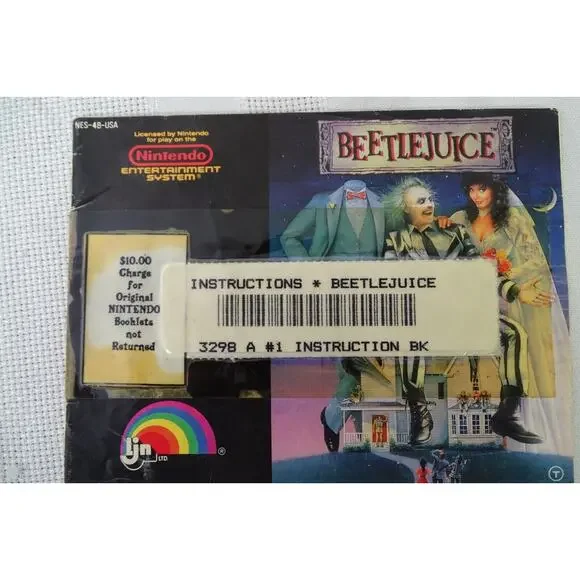 NES-4B-USA
Licensed by Nintendo
for play on the
Nintendo
ENTERTAINMENT
SYSTEM®
BEETLEJUICE™
$10.00
Charge
for
Original
NINTENDO
Booklets
not
Returned
INSTRUCTIONS * BEETLEJUICE
3298 A #1 INSTRUCTION BK
ljn LTD.
®
T